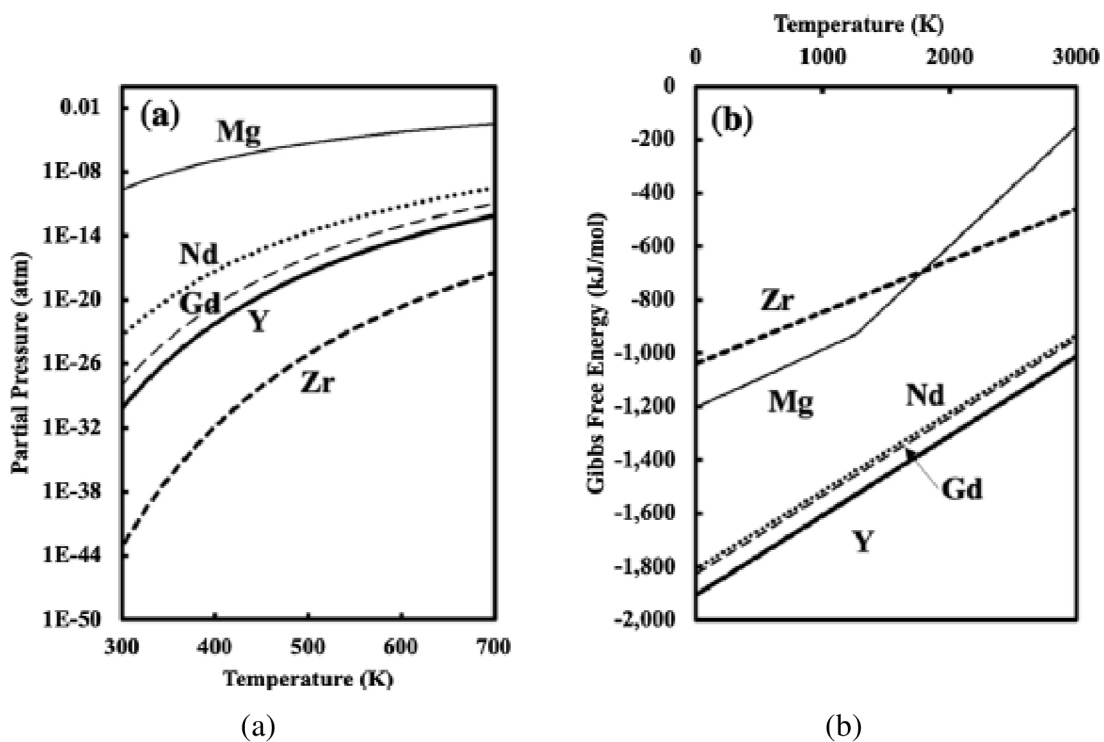 (a)
0.01
1E-08
1E-14
1E-20
1E-26
1E-32
1E-38
1E-44
1E-50
Partial Pressure (atm)
Mg
Nd
Gd
Y
Zr
300 400 500 600 700
Temperature (K)
(a)
Temperature (K)
0 1000 2000 3000
(b)
0
-200
-400
-600
-800
-1,000
-1,200
-1,400
-1,600
-1,800
-2,000
Gibbs Free Energy (kJ/mol)
Zr
Mg
Nd
Gd
Y
(b)